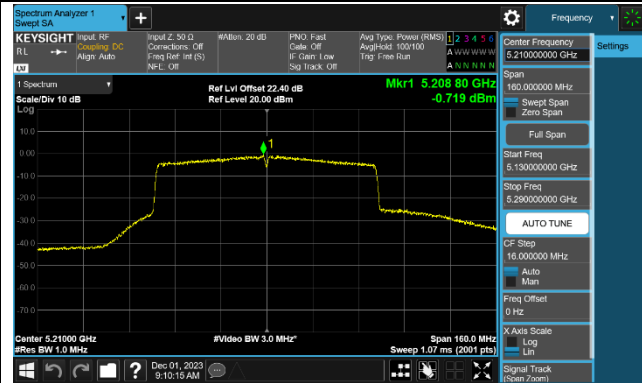 Spectrum Analyzer 1
Swept SA
Frequency
KEYSIGHT
RL
LXI
Input: RF
Coupling: DC
Align: Auto
Input Z: 50 Ω
Corrections: Off
Freq Ref: Int (S)
NFE: Off
#Atten: 20 dB
PNO: Fast
Gate: Off
IF Gain: Low
Sig Track: Off
Avg Type: Power (RMS)
Avg|Hold: 100/100
Trig: Free Run
1 2 3 4 5 6
A W W W W W
A N N N N N
1 Spectrum
Scale/Div 10 dB
Log
Ref Lvl Offset 22.40 dB
Ref Level 20.00 dBm
Mkr1 5.208 80 GHz
-0.719 dBm
10.0
0.00
-10.0
-20.0
-30.0
-40.0
-50.0
-60.0
-70.0
1
Center 5.21000 GHz
#Res BW 1.0 MHz
#Video BW 3.0 MHz*
Span 160.0 MHz
Sweep 1.07 ms (2001 pts)
Dec 01, 2023
9:10:15 AM
Center Frequency
5.210000000 GHz
Span
160.000000 MHz
Swept Span
Zero Span
Full Span
Start Freq
5.130000000 GHz
Stop Freq
5.290000000 GHz
AUTO TUNE
CF Step
16.000000 MHz
Auto
Man
Freq Offset
0 Hz
X Axis Scale
Log
Lin
Signal Track
(Span Zoom)
Settings